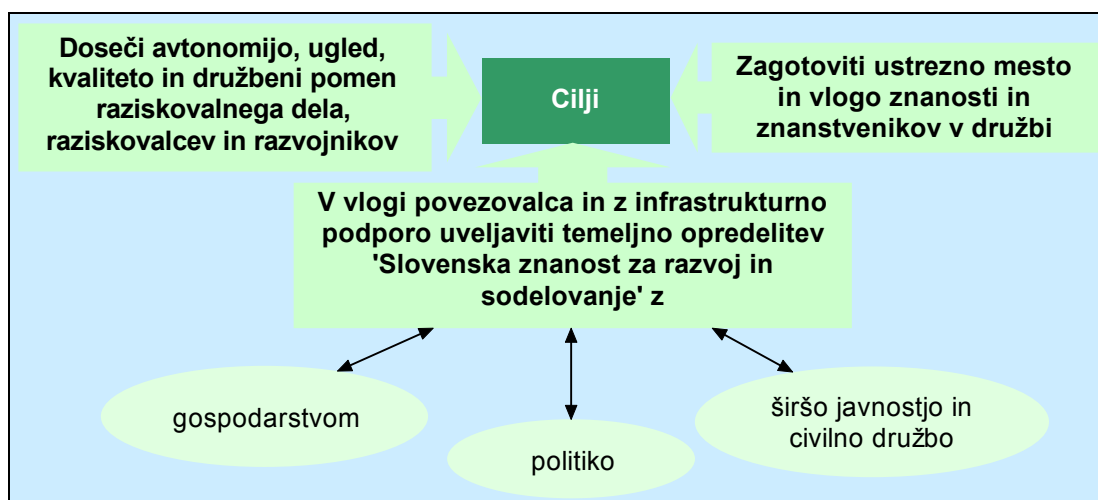 Doseči avtonomijo, ugled,
kvaliteto in družbeni pomen
raziskovalnega dela,
raziskovalcev in razvojnikov
Cilji
Zagotoviti ustrezno mesto
in vlogo znanosti in
znanstvenikov v družbi
V vlogi povezovalca in z infrastrukturno
podporo uveljaviti temeljno opredelitev
'Slovenska znanost za razvoj in
sodelovanje' z
gospodarstvom
politiko
širšo javnostjo in
civilno družbo